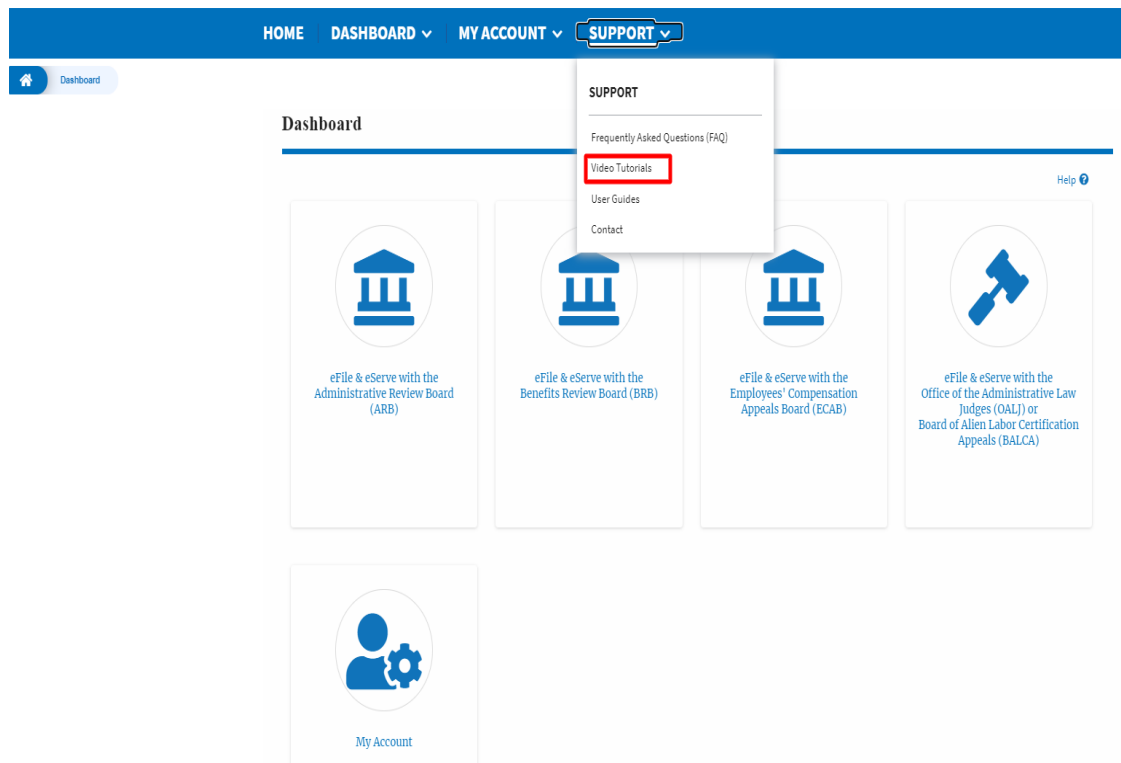 HOME DASHBOARD MY ACCOUNT SUPPORT
Dashboard
SUPPORT
Frequently Asked Questions (FAQ)
Video Tutorials
User Guides
Contact
Dashboard
Help
eFile & eServe with the
Administrative Review Board
(ARB)
eFile & eServe with the
Benefits Review Board (BRB)
eFile & eServe with the
Employees' Compensation
Appeals Board (ECAB)
eFile & eServe with the
Office of the Administrative Law
Judges (OALJ) or
Board of Alien Labor Certification
Appeals (BALCA)
My Account